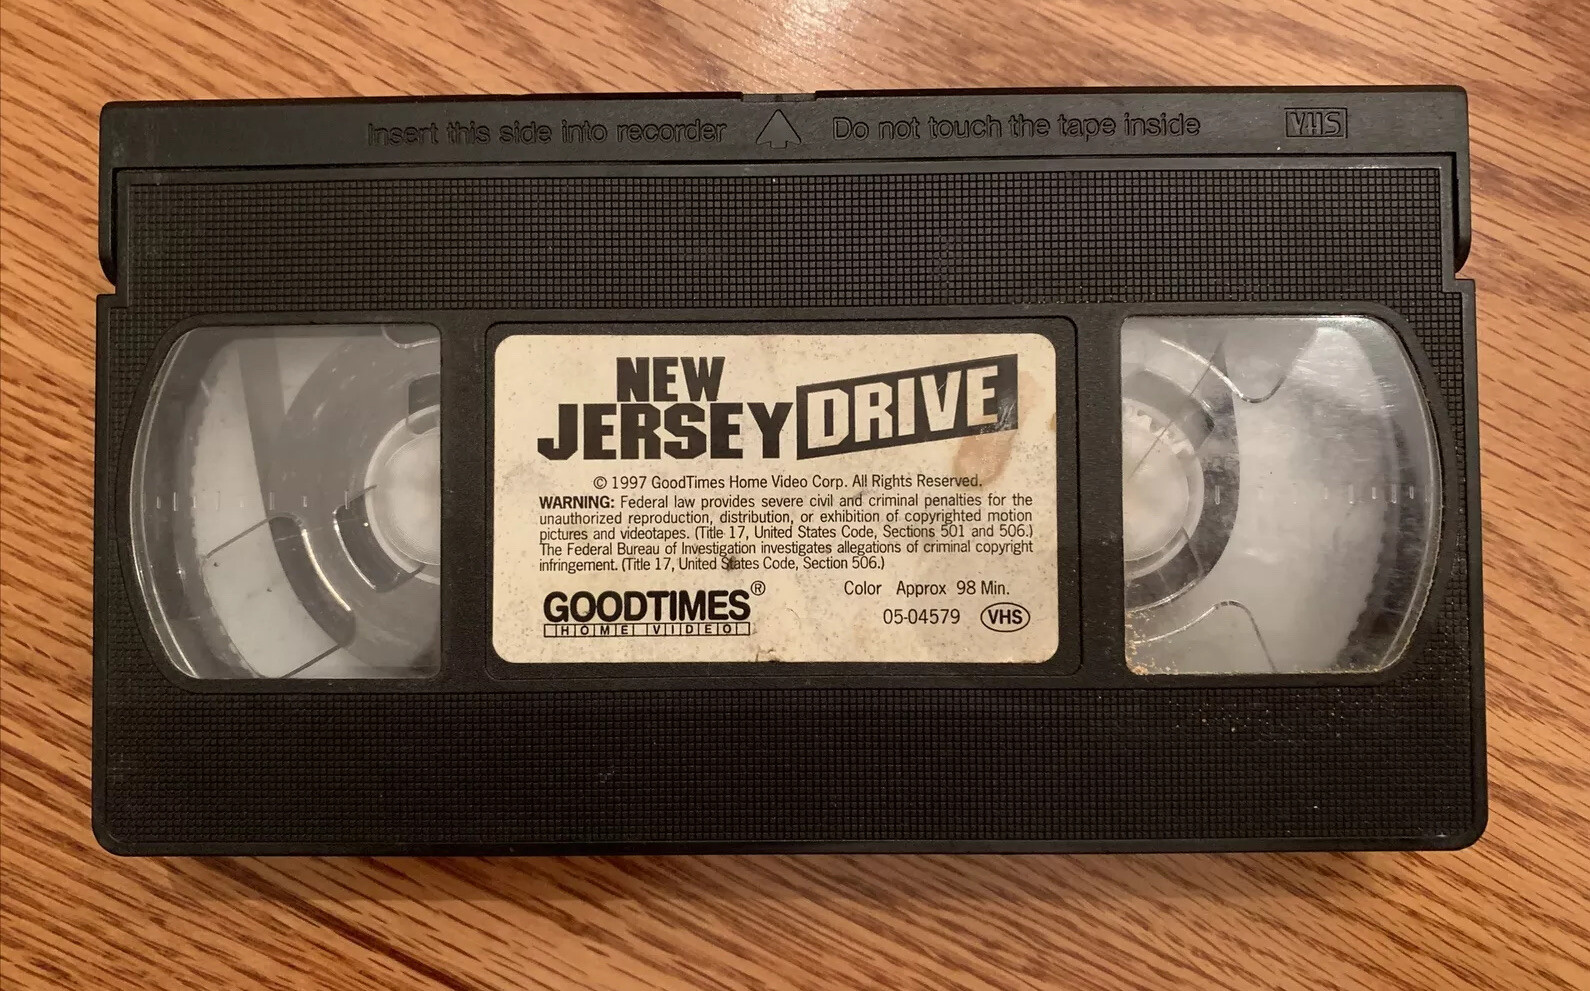 Insert this side into recorder Do not touch the tape inside VHS
NEW
JERSEY DRIVE
© 1997 GoodTimes Home Video Corp. All Rights Reserved.
WARNING: Federal law provides severe civil and criminal penalties for the
unauthorized reproduction, distribution, or exhibition of copyrighted motion
pictures and videotapes. (Title 17, United States Code, Sections 501 and 506.)
The Federal Bureau of Investigation investigates allegations of criminal copyright
infringement. (Title 17, United States Code, Section 506.)
GOODTIMES®
HOME VIDEO
Color Approx 98 Min.
05-04579 VHS